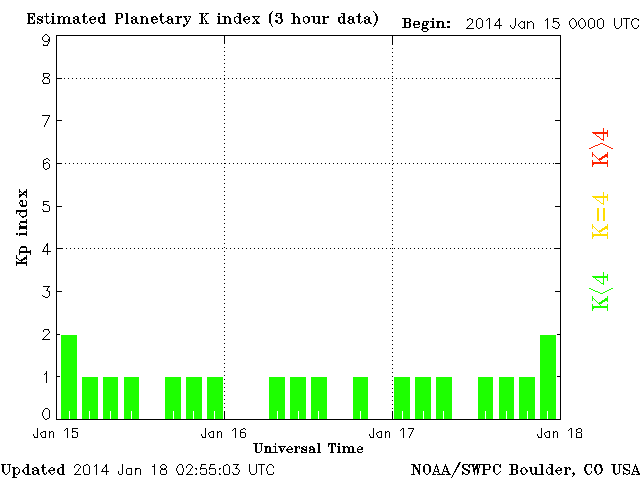 Estimated Planetary K index (3 hour data) Begin: 2014 Jan 15 0000 UTC
9
8
7
6
5
4
3
2
1
0
Kp index
K>4
K=4
K<4
Jan 15 Jan 16 Jan 17 Jan 18
Universal Time
Updated 2014 Jan 18 02:55:03 UTC NOAA/SWPC Boulder, CO USA